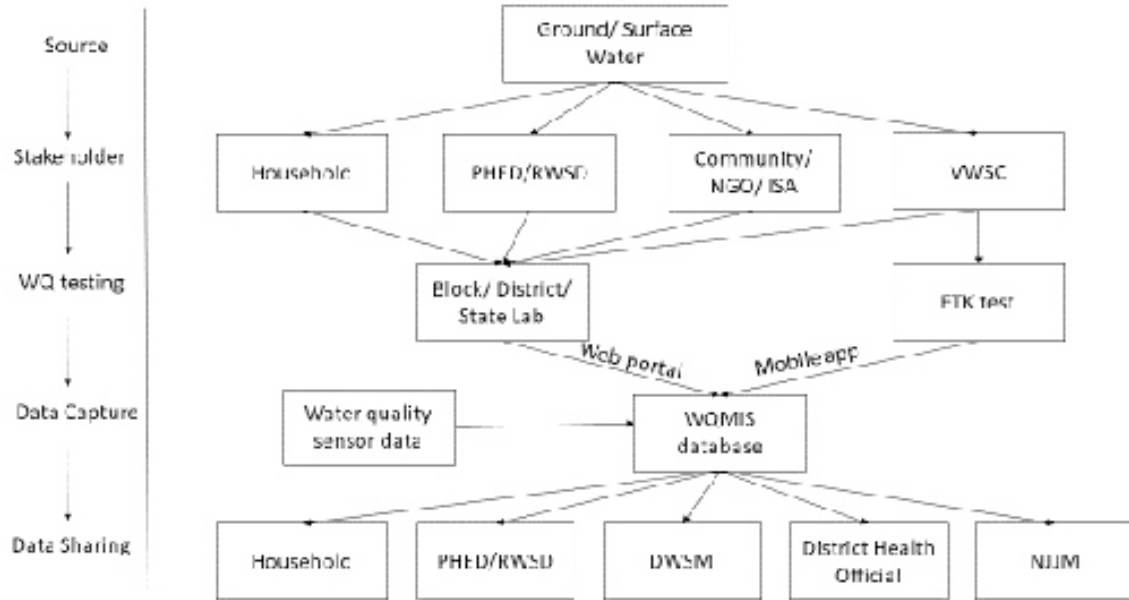 Source
Ground/ Surface
Water
Stakeholder
Household
PHED/RWSD
Community/
NGO/ ISA
VWSC
WQ testing
Block/ District/
State Lab
FTK test
Web portal
Mobile app
Data Capture
Water quality
sensor data
WQMIS
database
Data Sharing
Household
PHED/RWSD
DWSM
District Health
Official
NJJM